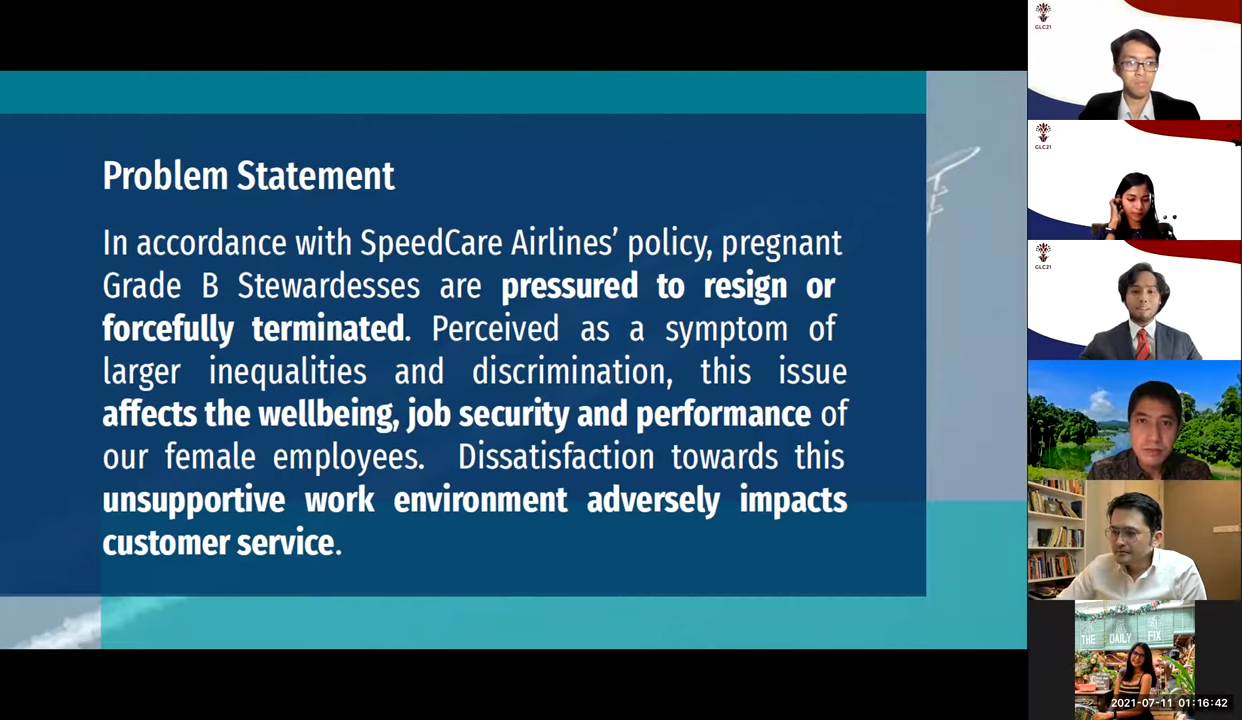 Problem Statement
In accordance with SpeedCare Airlines' policy, pregnant
Grade B Stewardesses are pressured to resign or
forcefully terminated. Perceived as a symptom of
larger inequalities and discrimination, this issue
affects the wellbeing, job security and performance of
our female employees. Dissatisfaction towards this
unsupportive work environment adversely impacts
customer service.
GLC21
GLC21
GLC21
THE DAILY FIX
2021-07-11 01:16:42